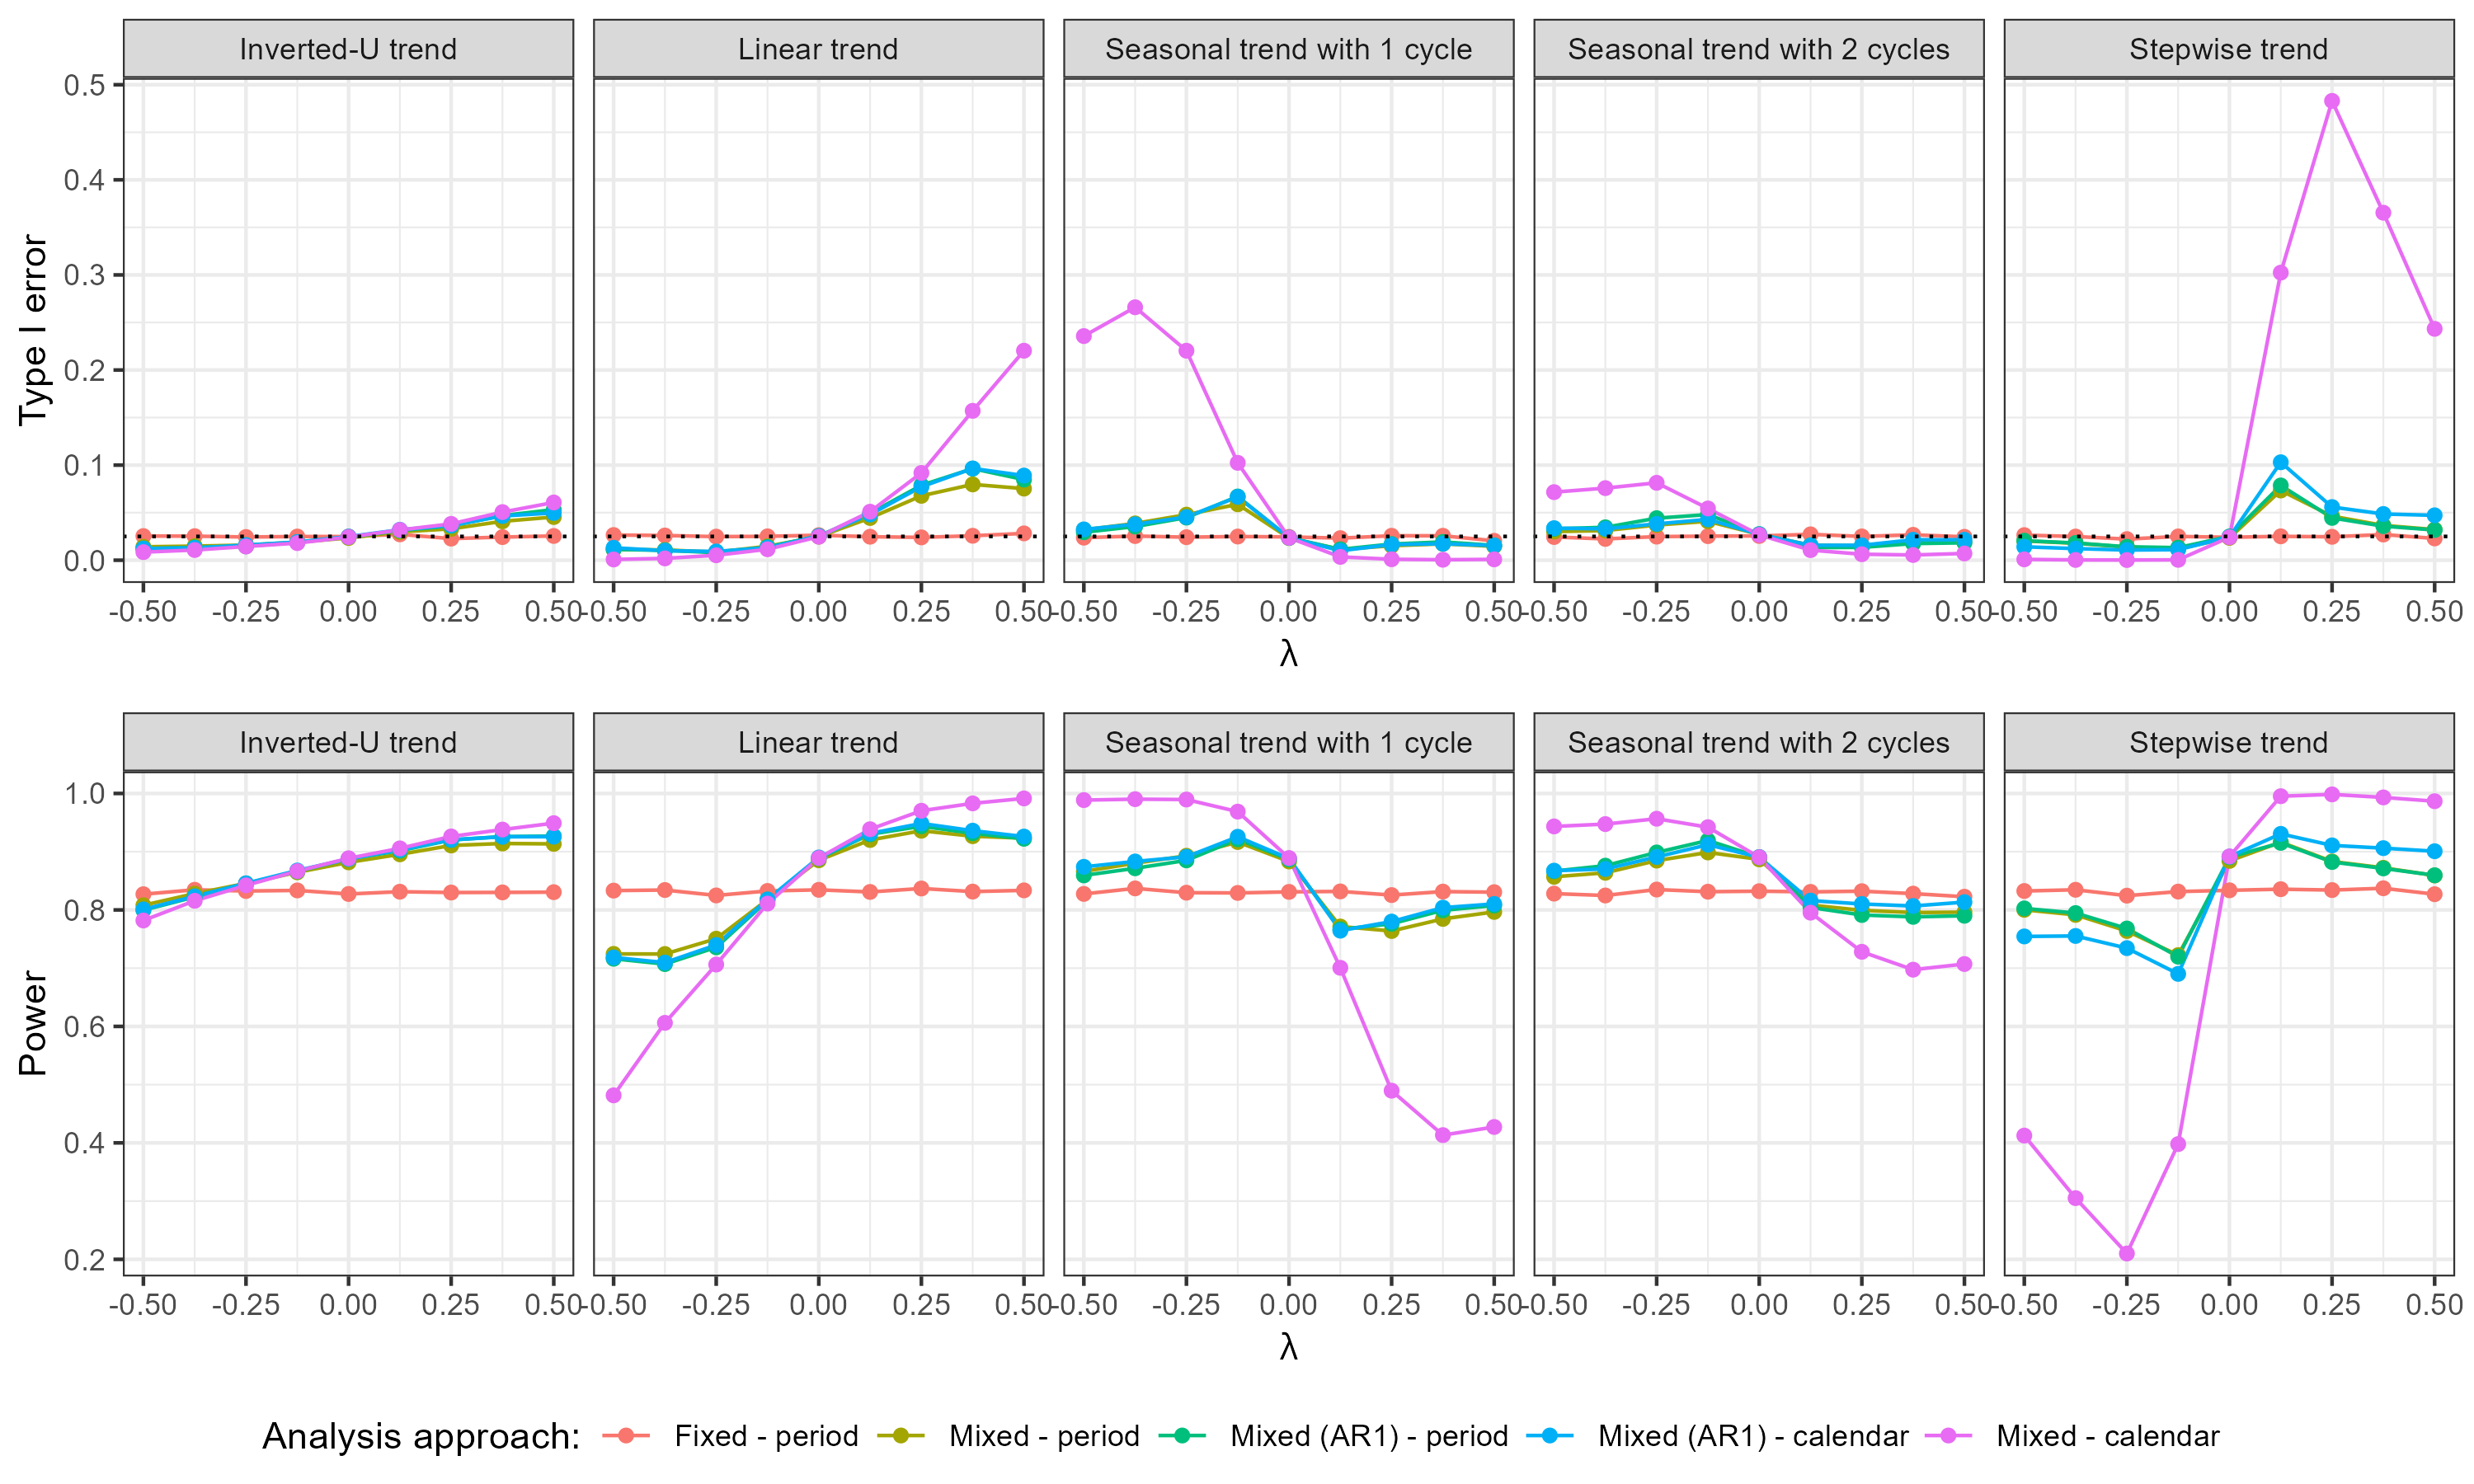 Inverted-U trend Linear trend Seasonal trend with 1 cycle Seasonal trend with 2 cycles Stepwise trend
0.5
0.4
0.3
0.2
0.1
0.0
Type I error
-0.50 -0.25 0.00 0.25 0.50 -0.50 -0.25 0.00 0.25 0.50 -0.50 -0.25 0.00 0.25 0.50 -0.50 -0.25 0.00 0.25 0.50 -0.50 -0.25 0.00 0.25 0.50
λ
Inverted-U trend Linear trend Seasonal trend with 1 cycle Seasonal trend with 2 cycles Stepwise trend
1.0
0.8
0.6
0.4
0.2
Power
-0.50 -0.25 0.00 0.25 0.50 -0.50 -0.25 0.00 0.25 0.50 -0.50 -0.25 0.00 0.25 0.50 -0.50 -0.25 0.00 0.25 0.50 -0.50 -0.25 0.00 0.25 0.50
λ
Analysis approach: Fixed - period Mixed - period Mixed (AR1) - period Mixed (AR1) - calendar Mixed - calendar